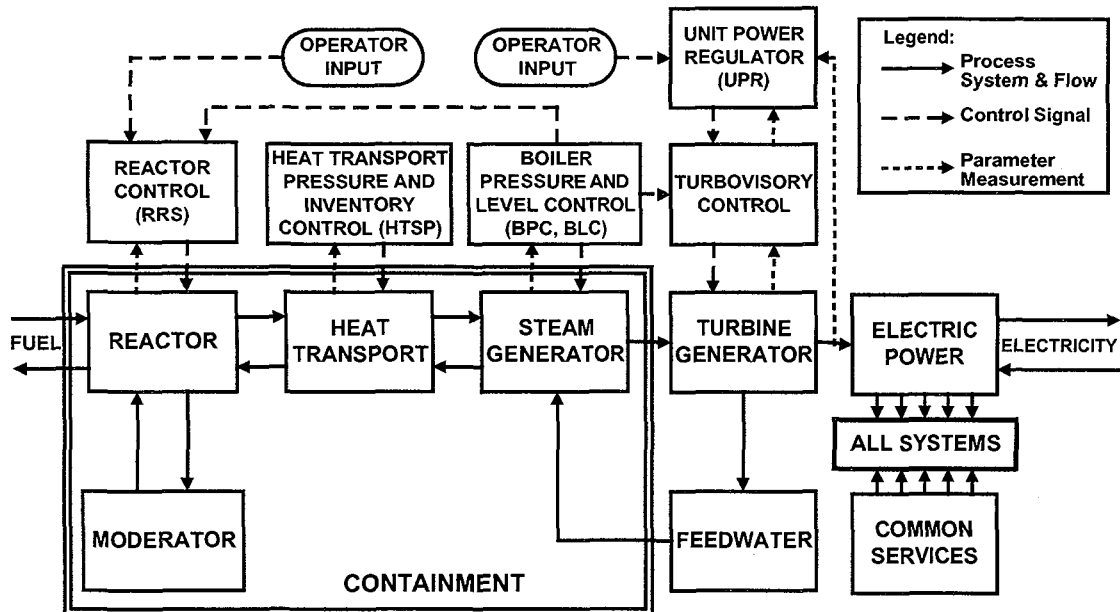 OPERATOR
INPUT
OPERATOR
INPUT
UNIT POWER
REGULATOR
(UPR)
Legend:
Process
System & Flow
Control Signal
Parameter
Measurement
REACTOR
CONTROL
(RRS)
HEAT TRANSPORT
PRESSURE AND
INVENTORY
CONTROL (HTSP)
BOILER
PRESSURE AND
LEVEL CONTROL
(BPC, BLC)
TURBOVISORY
CONTROL
FUEL
REACTOR
HEAT
TRANSPORT
STEAM
GENERATOR
TURBINE
GENERATOR
ELECTRIC
POWER
ELECTRICITY
ALL SYSTEMS
MODERATOR
FEEDWATER
COMMON
SERVICES
CONTAINMENT